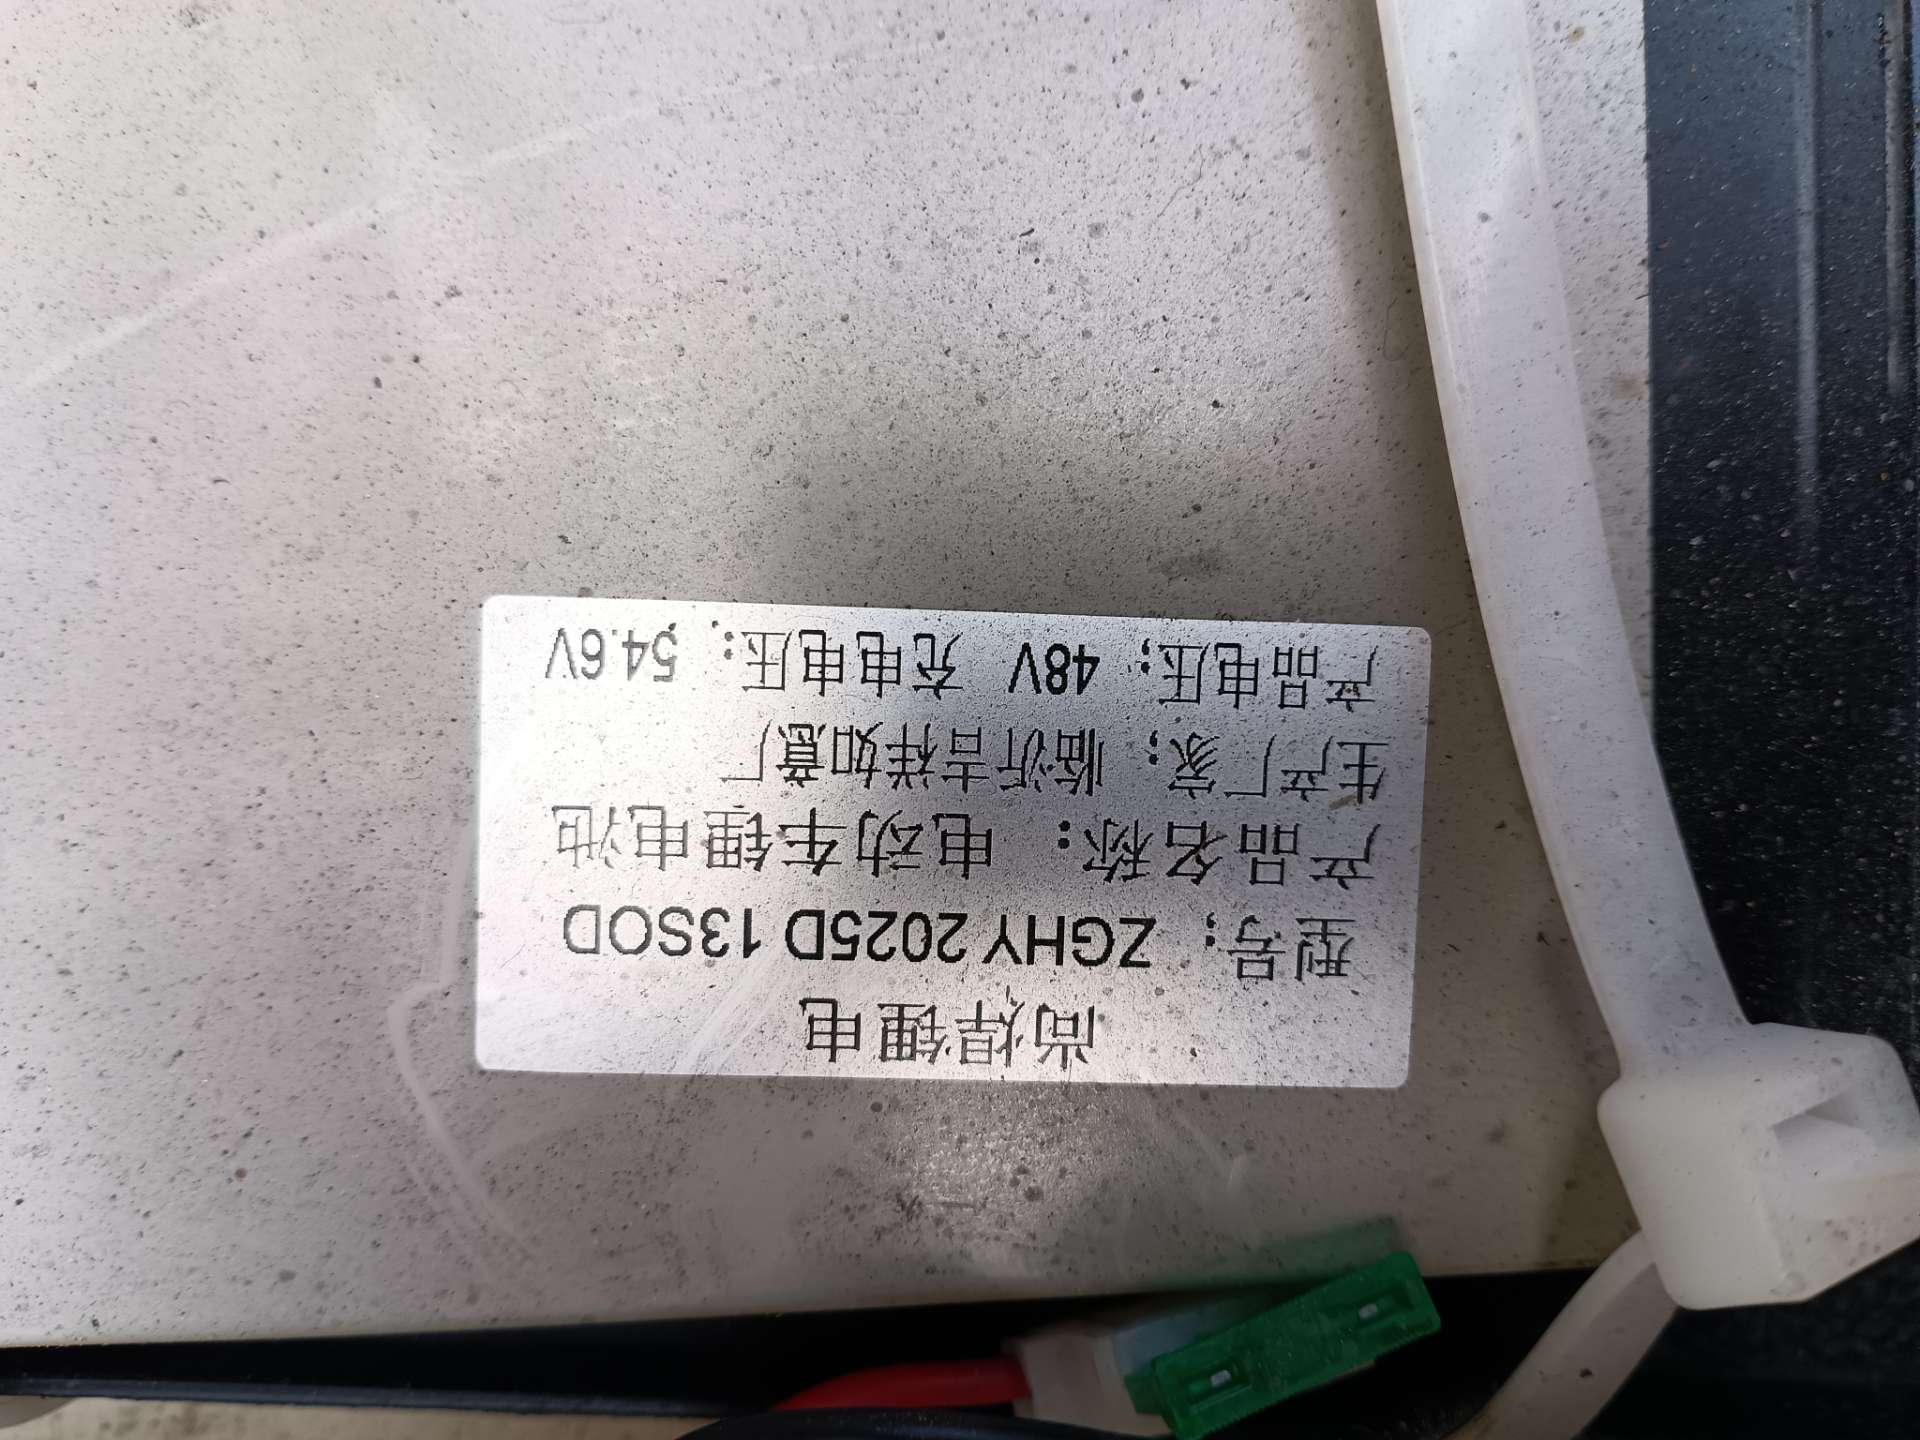 尚焊锂电
型号；ZGHY 2025D 13SOD
产品名称：电动车锂电池
生产厂家；临沂吉祥如意厂
产品电压；48V 充电电压：54.6V